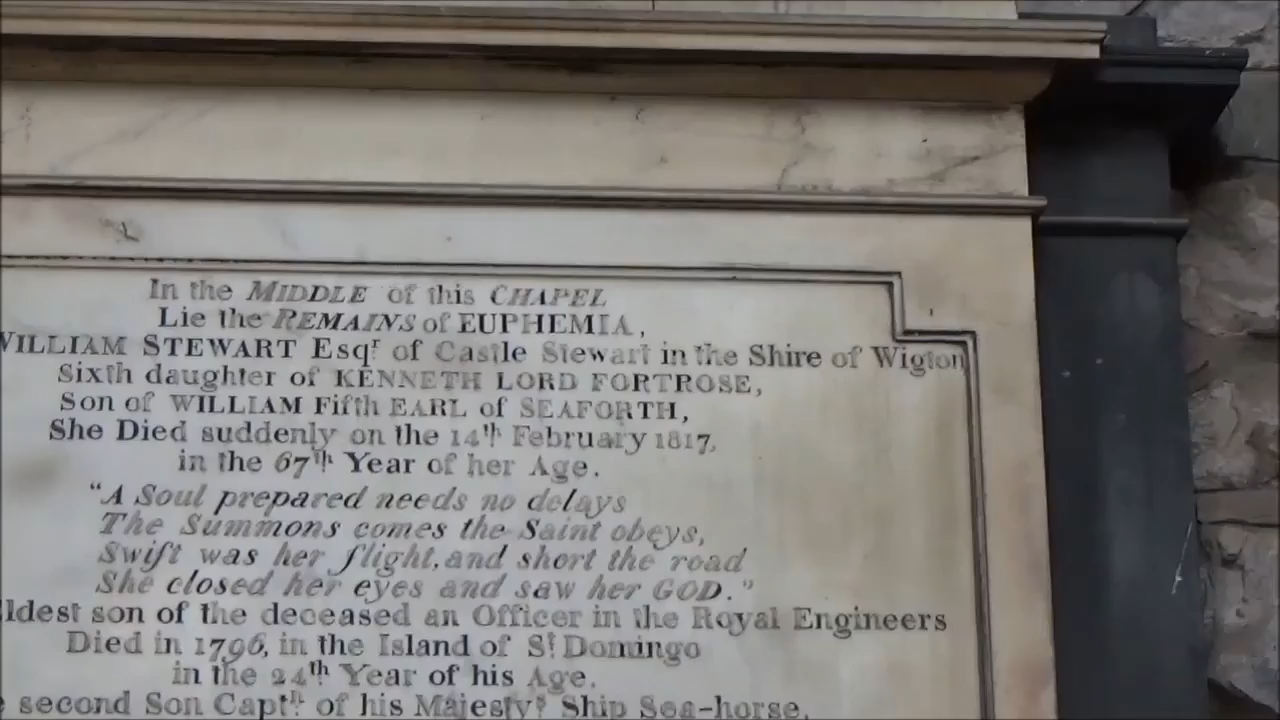 In the MIDDLE of this CHAPEL
Lie the REMAINS of EUPHEMIA,
WILLIAM STEWART Esqr. of Castle Stewart in the Shire of Wigton
Sixth daughter of KENNETH LORD FORTROSE,
Son of WILLIAM Fifth EARL of SEAFORTH,
She Died suddenly on the 14th February 1817,
in the 67th Year of her Age.
"A Soul prepared needs no delays
The Summons comes the Saint obeys,
Swift was her flight, and short the road
She closed her eyes and saw her GOD."
ldest son of the deceased an Officer in the Royal Engineers
Died in 1796, in the Island of St. Domingo
in the 24th Year of his Age.
second Son Captn. of his Majestys Ship Sea-horse,